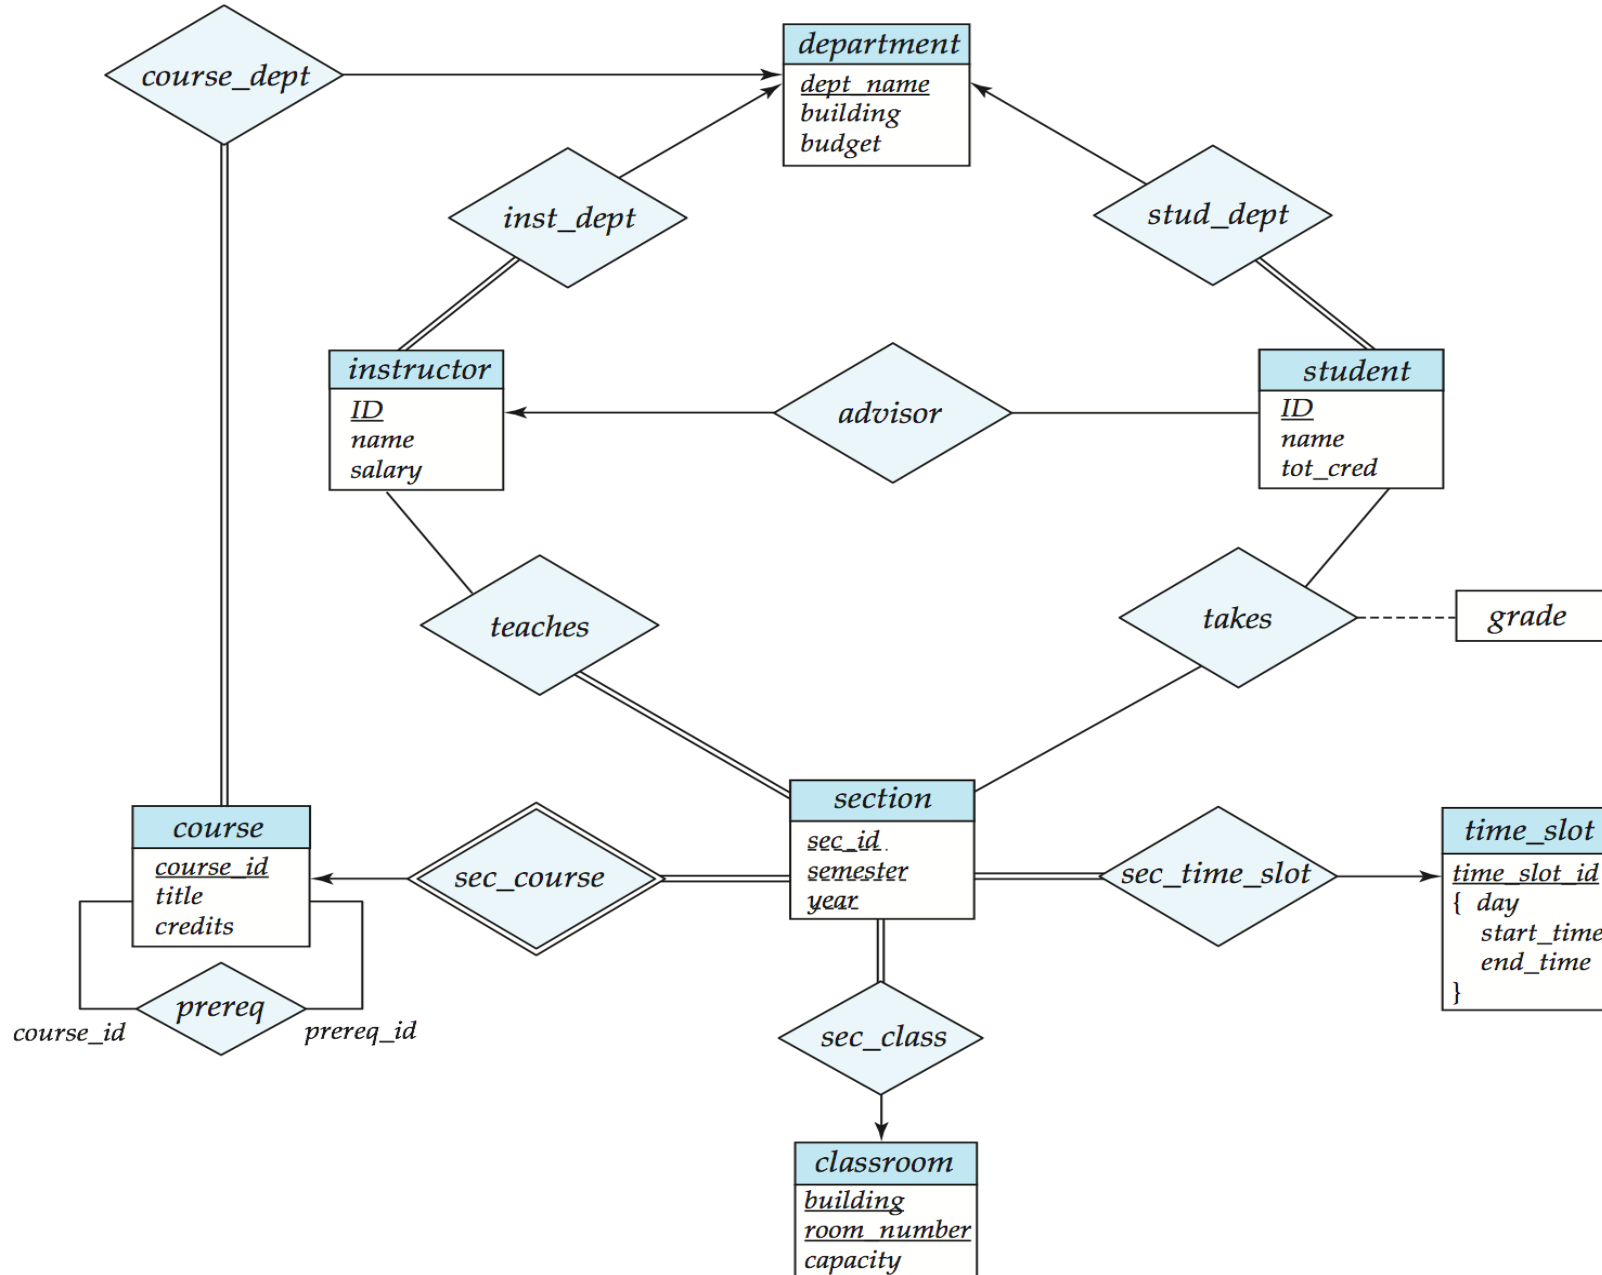 department
course_dept
dept_name
building
budget
inst_dept
stud_dept
instructor
ID
name
salary
advisor
student
ID
name
tot_cred
teaches
takes
grade
section
sec_id
semester
year
course
course_id
title
credits
sec_course
sec_time_slot
time_slot
time_slot_id
{ day
start_time
end_time
}
prereq
course_id
prereq_id
sec_class
classroom
building
room_number
capacity